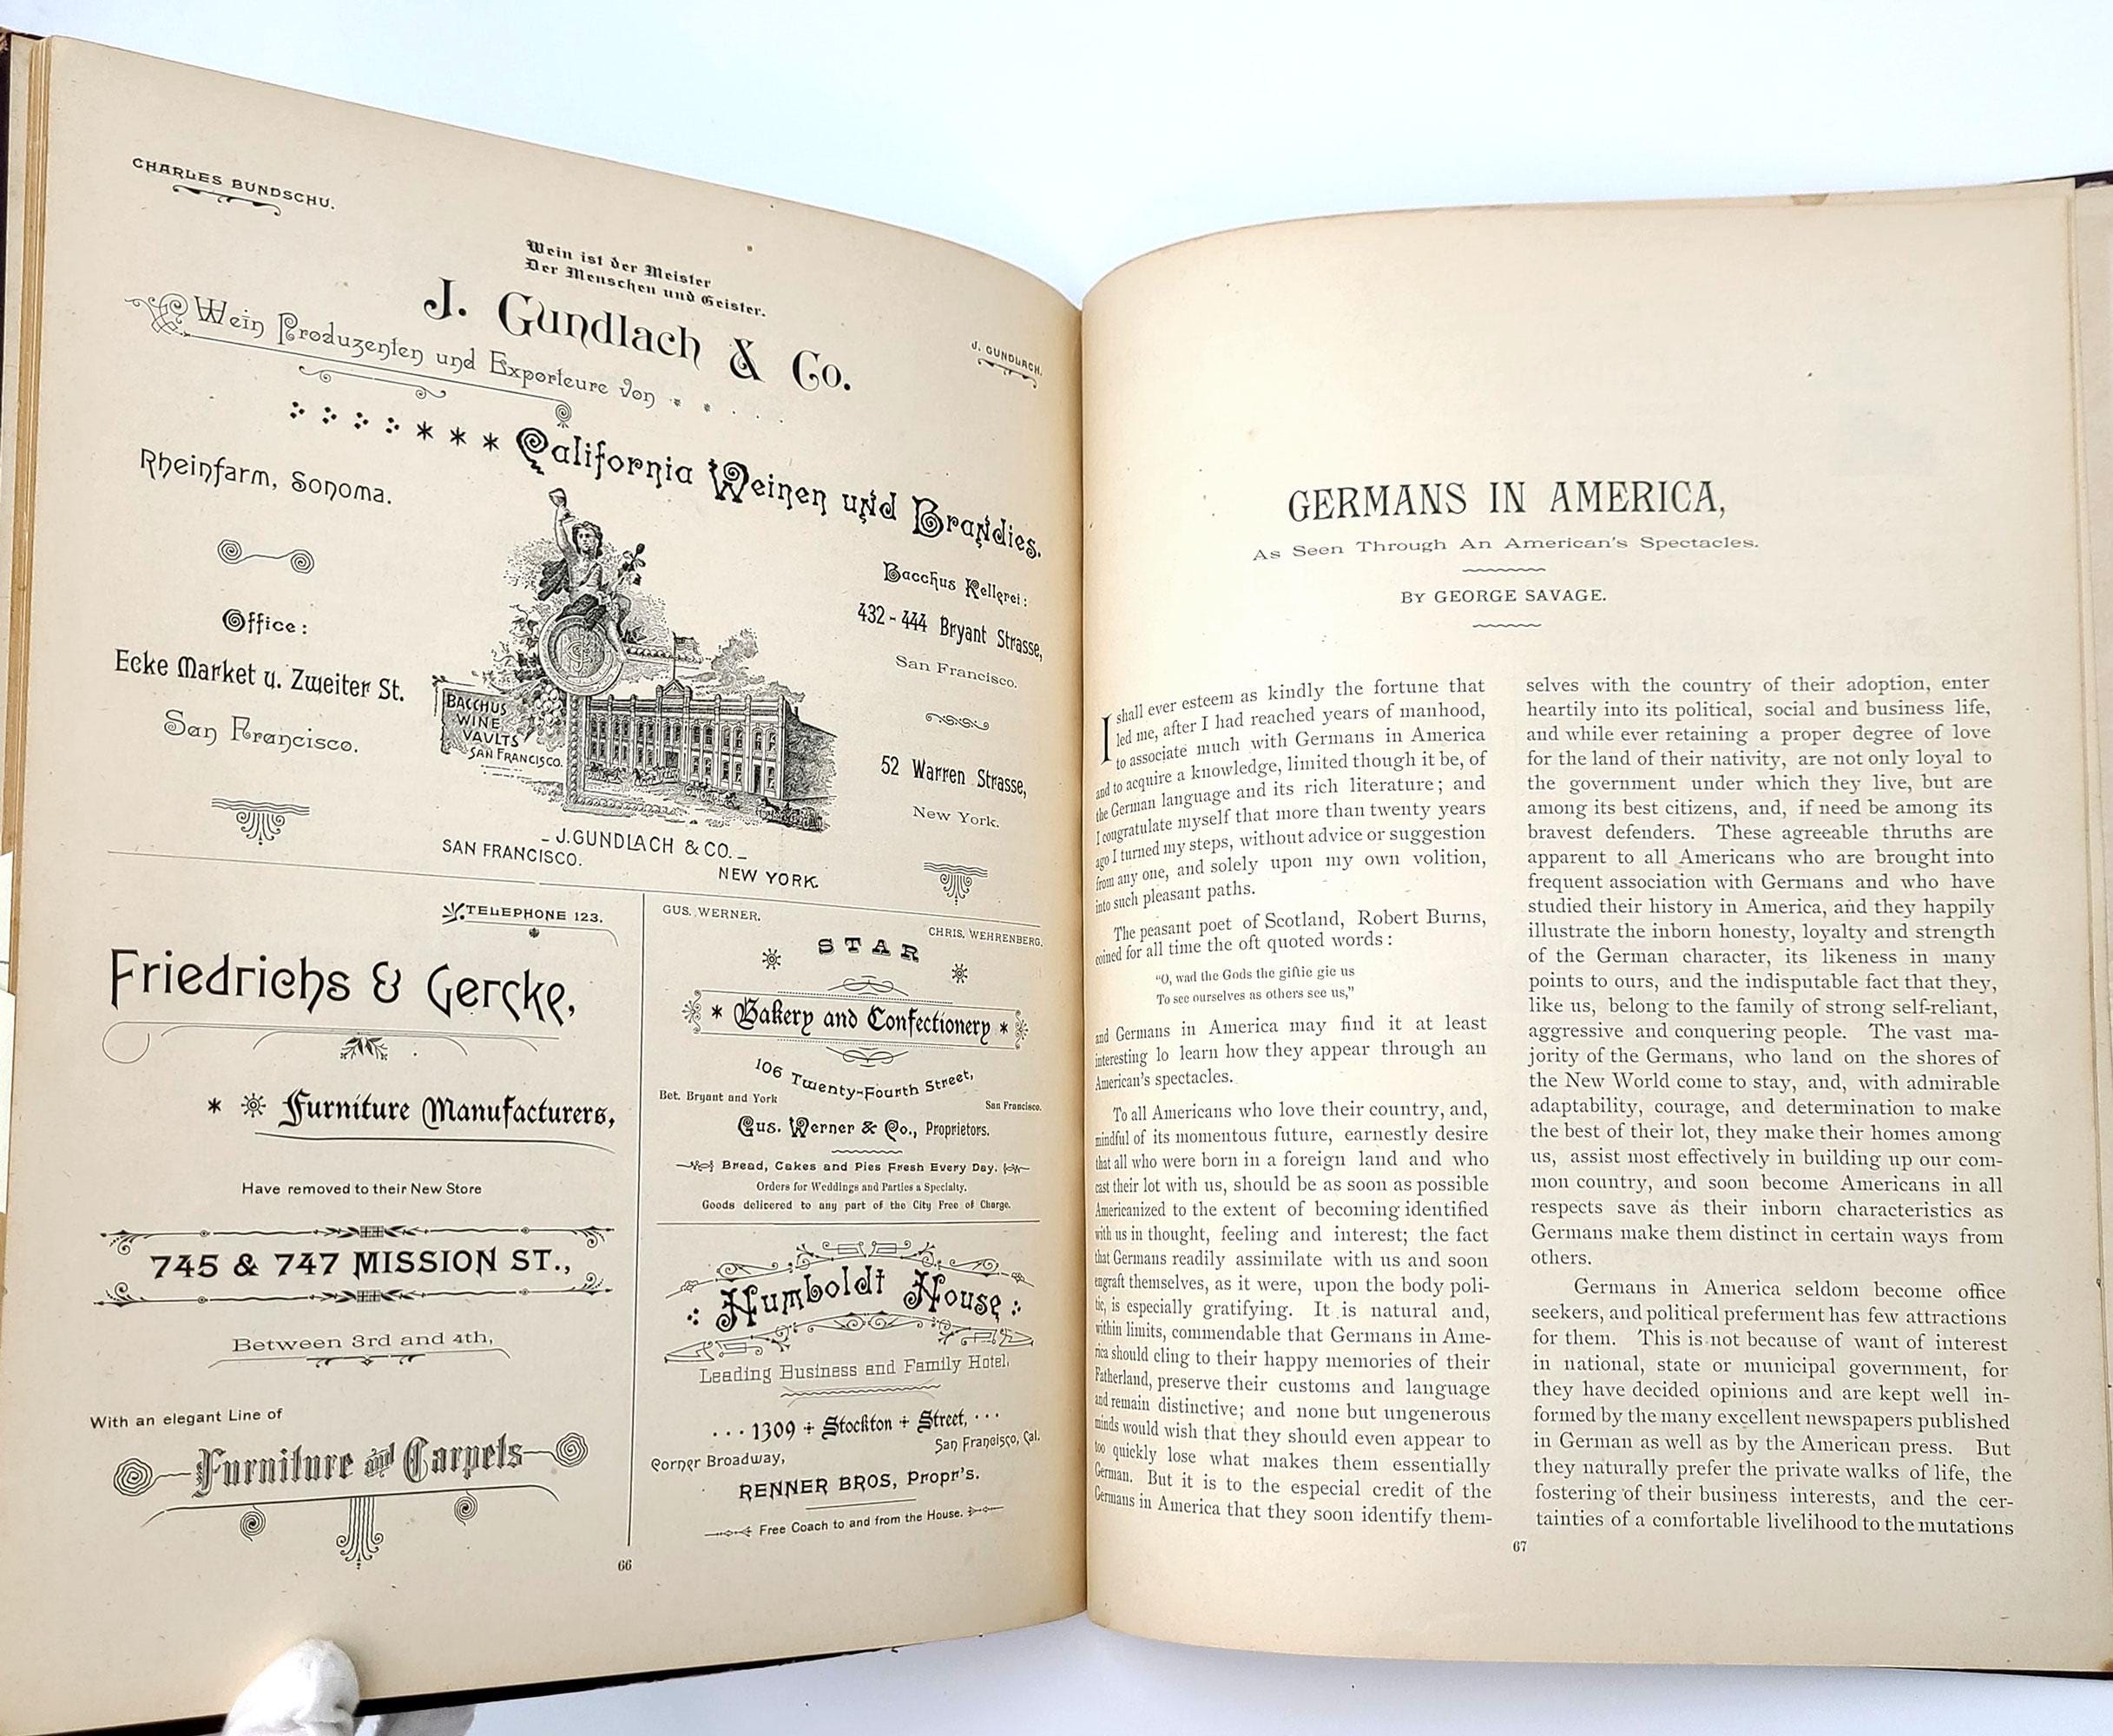 CHARLES BUNDSCHU.
Wein ist der Meister
Der Menschen und Geister.
J. GUNDLACH.
J. Gundlach & Co.
Wein Produzenten und Exporteure von
California Weinen und Brandies.
Rheinfarm, Sonoma.
Office:
Ecke Market u. Zweiter St.
San Francisco.
BACCHUS
WINE
VAULTS
SAN FRANCISCO.
Bacchus Kellerei:
432-444 Bryant Strasse,
San Francisco.
52 Warren Strasse,
New York.
J. GUNDLACH & CO.
SAN FRANCISCO.
NEW YORK.
TELEPHONE 123.
Friedrichs & Gercke,
Furniture Manufacturers,
Have removed to their New Store
745 & 747 MISSION ST.,
Between 3rd and 4th,
With an elegant Line of
Furniture and Carpets
GUS. WERNER.
CHRIS. WEHRENBERG.
STAR
Bakery and Confectionery
106 Twenty-Fourth Street,
Bet. Bryant and York
San Francisco.
Gus. Werner & Co., Proprietors.
Bread, Cakes and Pies Fresh Every Day.
Orders for Weddings and Parties a Specialty.
Goods delivered to any part of the City Free of Charge.
Humboldt House
Leading Business and Family Hotel,
1309 + Stockton + Street,
Corner Broadway,
San Francisco, Cal.
RENNER BROS, Propr's.
Free Coach to and from the House.
66
GERMANS IN AMERICA,
As Seen Through An American's Spectacles.
BY GEORGE SAVAGE.
I shall ever esteem as kindly the fortune that
led me, after I had reached years of manhood,
to associate much with Germans in America
and to acquire a knowledge, limited though it be, of
the German language and its rich literature; and
I congratulate myself that more than twenty years
ago I turned my steps, without advice or suggestion
from any one, and solely upon my own volition,
into such pleasant paths.
The peasant poet of Scotland, Robert Burns,
coined for all time the oft quoted words:
"O, wad the Gods the giftie gie us
To see ourselves as others see us,"
and Germans in America may find it at least
interesting lo learn how they appear through an
American's spectacles.
To all Americans who love their country, and,
mindful of its momentous future, earnestly desire
that all who were born in a foreign land and who
cast their lot with us, should be as soon as possible
Americanized to the extent of becoming identified
with us in thought, feeling and interest; the fact
that Germans readily assimilate with us and soon
engraft themselves, as it were, upon the body poli-
tic, is especially gratifying. It is natural and,
within limits, commendable that Germans in Ame-
rica should cling to their happy memories of their
Fatherland, preserve their customs and language
and remain distinctive; and none but ungenerous
minds would wish that they should even appear to
too quickly lose what makes them essentially
German. But it is to the especial credit of the
Germans in America that they soon identify them-
selves with the country of their adoption, enter
heartily into its political, social and business life,
and while ever retaining a proper degree of love
for the land of their nativity, are not only loyal to
the government under which they live, but are
among its best citizens, and, if need be among its
bravest defenders. These agreeable thruths are
apparent to all Americans who are brought into
frequent association with Germans and who have
studied their history in America, and they happily
illustrate the inborn honesty, loyalty and strength
of the German character, its likeness in many
points to ours, and the indisputable fact that they,
like us, belong to the family of strong self-reliant,
aggressive and conquering people. The vast ma-
jority of the Germans, who land on the shores of
the New World come to stay, and, with admirable
adaptability, courage, and determination to make
the best of their lot, they make their homes among
us, assist most effectively in building up our com-
mon country, and soon become Americans in all
respects save as their inborn characteristics as
Germans make them distinct in certain ways from
others.
Germans in America seldom become office
seekers, and political preferment has few attractions
for them. This is not because of want of interest
in national, state or municipal government, for
they have decided opinions and are kept well in-
formed by the many excellent newspapers published
in German as well as by the American press. But
they naturally prefer the private walks of life, the
fostering of their business interests, and the cer-
tainties of a comfortable livelihood to the mutations
67